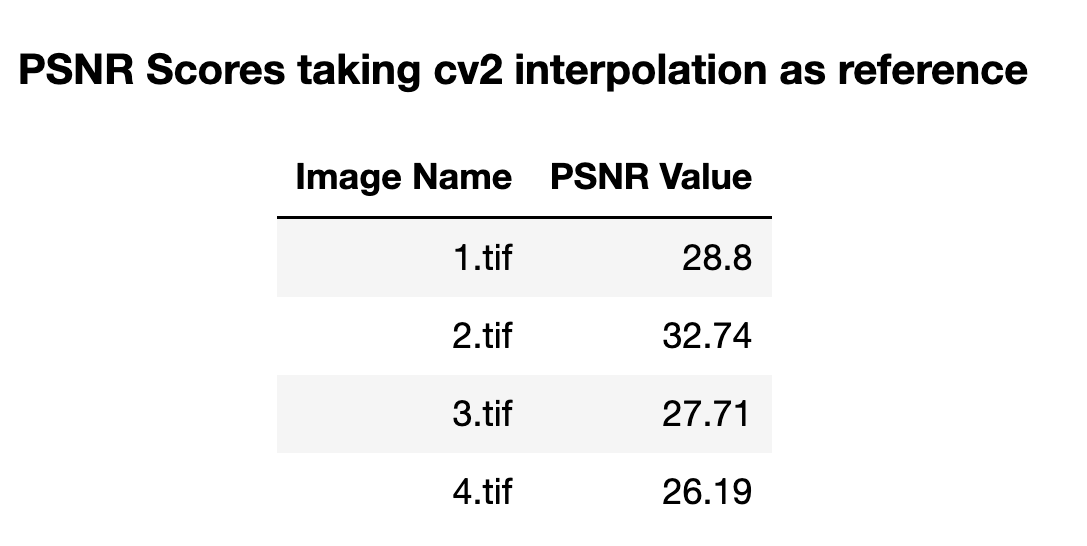 PSNR Scores taking cv2 interpolation as reference
Image Name PSNR Value
1.tif 28.8
2.tif 32.74
3.tif 27.71
4.tif 26.19